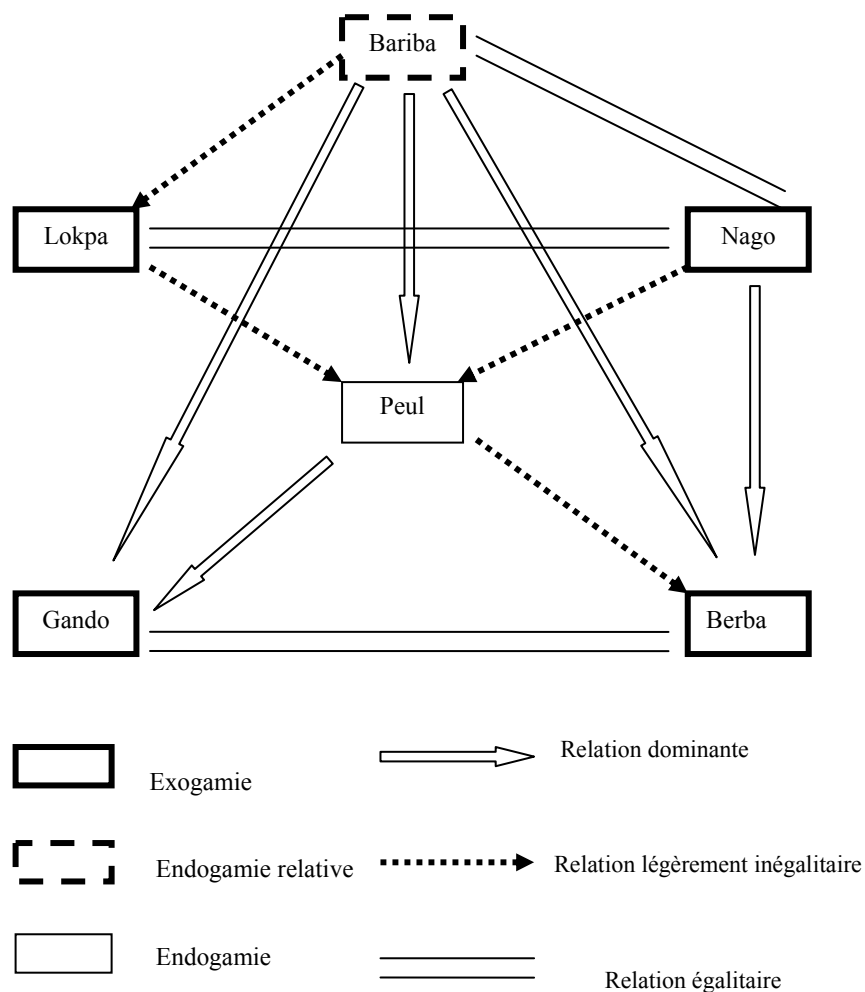 Bariba
Lokpa
Nago
Peul
Gando
Berba
Exogamie
Relation dominante
Endogamie relative
Relation légèrement inégalitaire
Endogamie
Relation égalitaire